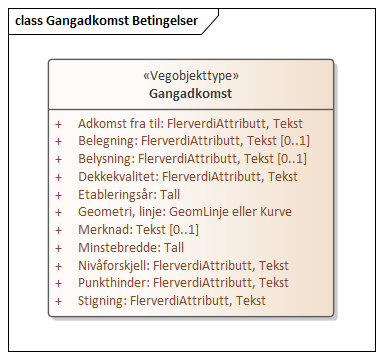 class Gangadkomst Betingelser
«Vegobjekttype»
Gangadkomst
+ Adkomst fra til: FlerverdiAttributt, Tekst
+ Belegning: FlerverdiAttributt, Tekst [0..1]
+ Belysning: FlerverdiAttributt, Tekst [0..1]
+ Dekkekvalitet: FlerverdiAttributt, Tekst
+ Etableringsår: Tall
+ Geometri, linje: GeomLinje eller Kurve
+ Merknad: Tekst [0..1]
+ Minstebredde: Tall
+ Nivåforskjell: FlerverdiAttributt, Tekst
+ Punkthinder: FlerverdiAttributt, Tekst
+ Stigning: FlerverdiAttributt, Tekst